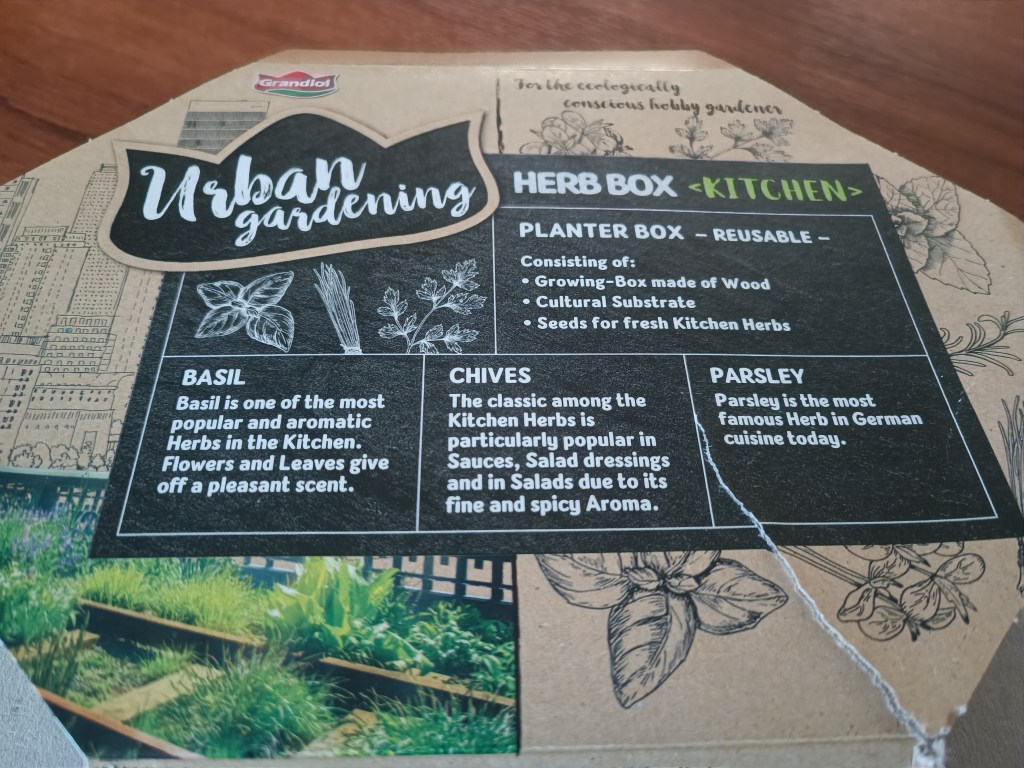 Grandiol
For the ecologically
conscious hobby gardener
Urban
gardening
HERB BOX <KITCHEN>
PLANTER BOX – REUSABLE –
Consisting of:
• Growing-Box made of Wood
• Cultural Substrate
• Seeds for fresh Kitchen Herbs
BASIL
Basil is one of the most
popular and aromatic
Herbs in the Kitchen.
Flowers and Leaves give
off a pleasant scent.
CHIVES
The classic among the
Kitchen Herbs is
particularly popular in
Sauces, Salad dressings
and in Salads due to its
fine and spicy Aroma.
PARSLEY
Parsley is the most
famous Herb in German
cuisine today.